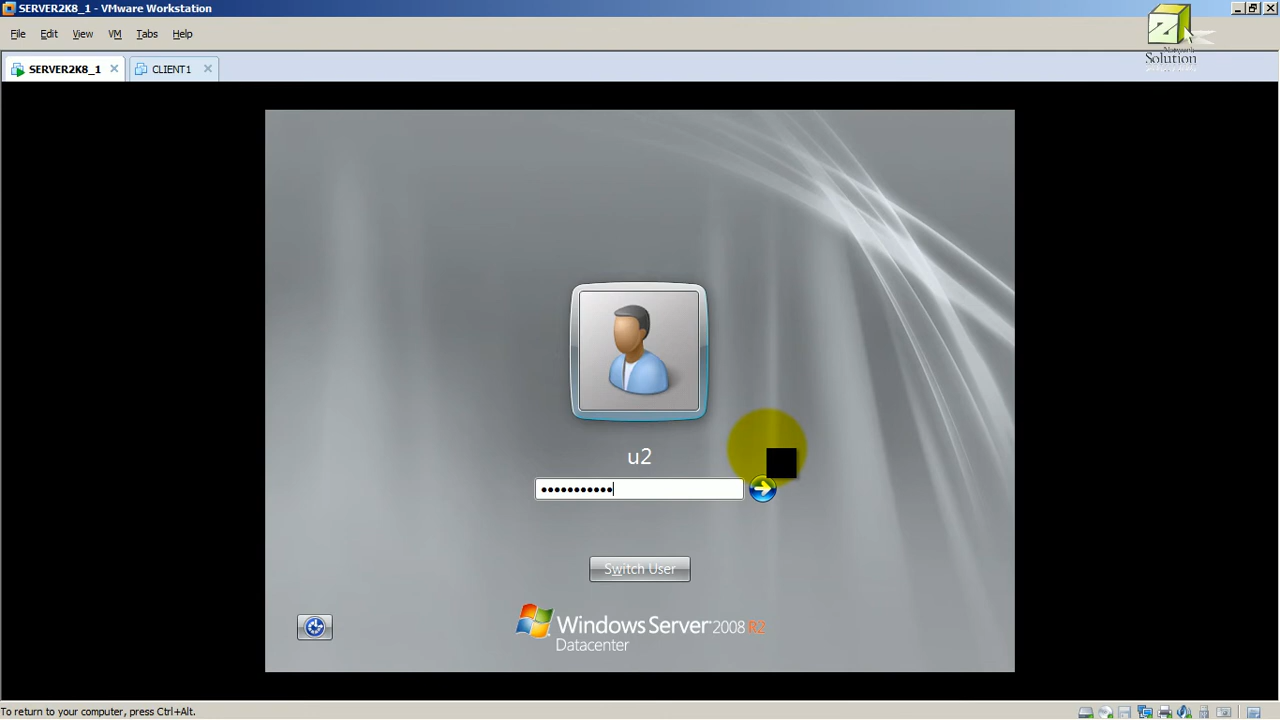 SERVER2K8_1 - VMware Workstation
File Edit View VM Tabs Help
SERVER2K8_1 CLIENT1
Network
Solution
u2
•••••••••••
Switch User
Windows Server 2008 R2
Datacenter
To return to your computer, press Ctrl+Alt.